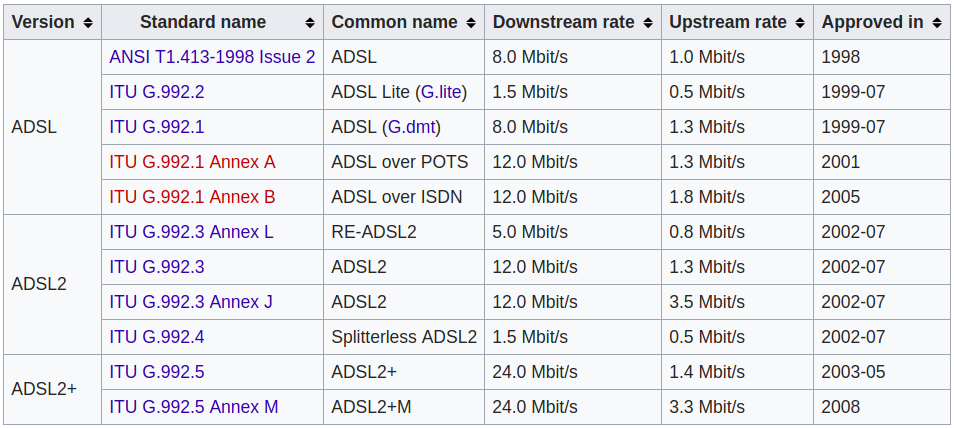 Version Standard name Common name Downstream rate Upstream rate Approved in
ADSL
ANSI T1.413-1998 Issue 2 ADSL 8.0 Mbit/s 1.0 Mbit/s 1998
ITU G.992.2 ADSL Lite (G.lite) 1.5 Mbit/s 0.5 Mbit/s 1999-07
ITU G.992.1 ADSL (G.dmt) 8.0 Mbit/s 1.3 Mbit/s 1999-07
ITU G.992.1 Annex A ADSL over POTS 12.0 Mbit/s 1.3 Mbit/s 2001
ITU G.992.1 Annex B ADSL over ISDN 12.0 Mbit/s 1.8 Mbit/s 2005
ADSL2
ITU G.992.3 Annex L RE-ADSL2 5.0 Mbit/s 0.8 Mbit/s 2002-07
ITU G.992.3 ADSL2 12.0 Mbit/s 1.3 Mbit/s 2002-07
ITU G.992.3 Annex J ADSL2 12.0 Mbit/s 3.5 Mbit/s 2002-07
ITU G.992.4 Splitterless ADSL2 1.5 Mbit/s 0.5 Mbit/s 2002-07
ADSL2+
ITU G.992.5 ADSL2+ 24.0 Mbit/s 1.4 Mbit/s 2003-05
ITU G.992.5 Annex M ADSL2+M 24.0 Mbit/s 3.3 Mbit/s 2008